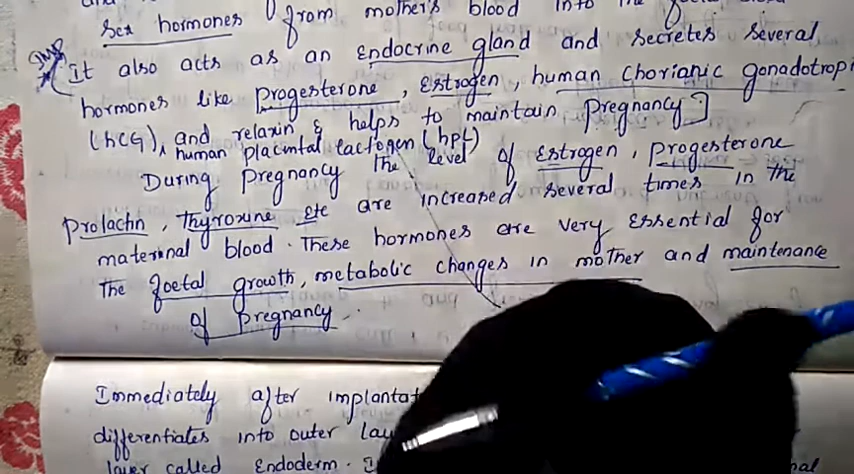 sex hormones from mother's blood into the
Imp
It also acts as an endocrine gland and secretes several
hormones like Progesterone, Estrogen, human chorianic gonadotropi
(hCG), and relaxin & helps to maintain pregnancy]
human placintal lactogen (hpL)
During pregnancy the level of Estrogen, progesterone
Prolactin, Thyroxine etc are increased several times in the
maternal blood. These hormones are very essential for
the foetal growth, metabolic changes in mother and maintenance
of pregnancy.
Immediately after implantat
differentiates into outer lay
layer called Endoderm.